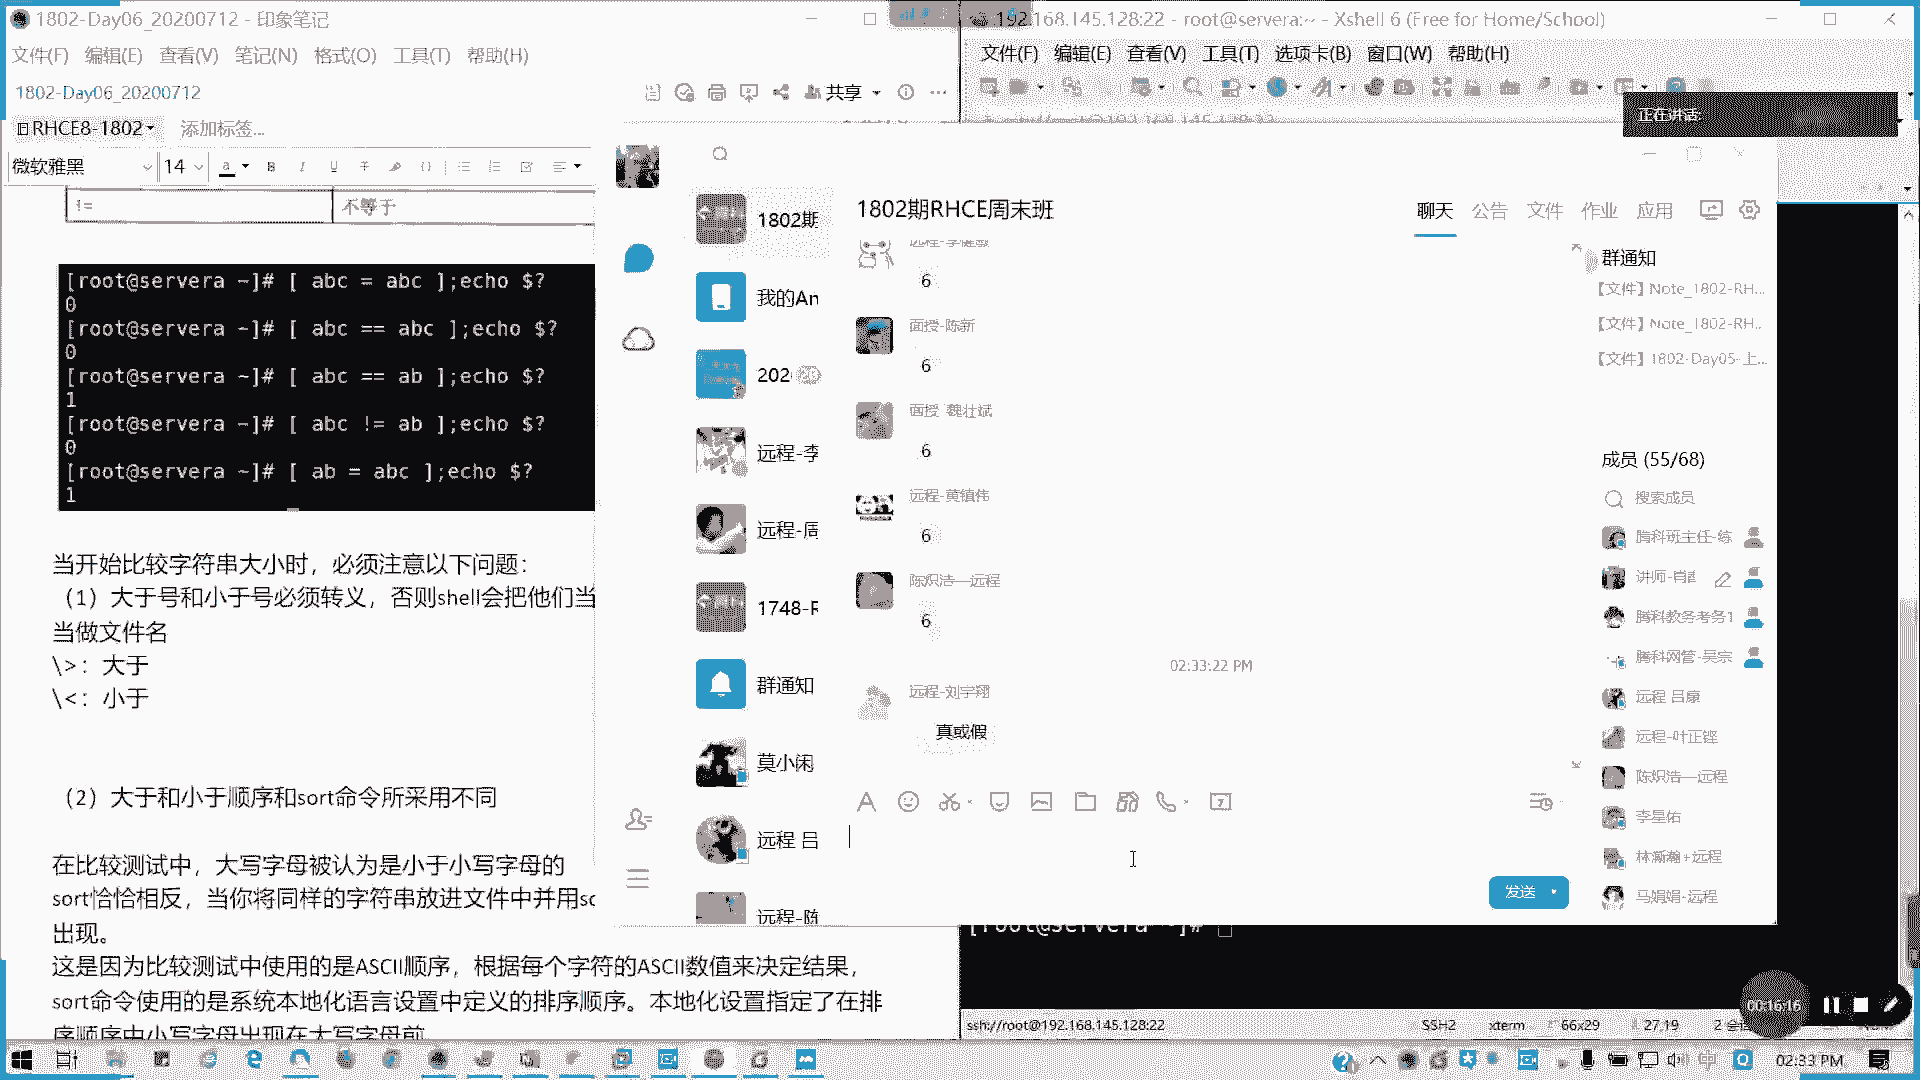 1802-Day06_20200712 - 印象笔记
文件(F) 编辑(E) 查看(V) 笔记(N) 格式(O) 工具(T) 帮助(H)
1802-Day06_20200712
共享
RHCE8-1802 添加标签...
微软雅黑 14
!= 不等于
[root@servera ~]# [ abc = abc ];echo $?
0
[root@servera ~]# [ abc == abc ];echo $?
0
[root@servera ~]# [ abc == ab ];echo $?
1
[root@servera ~]# [ abc != ab ];echo $?
0
[root@servera ~]# [ ab = abc ];echo $?
1
当开始比较字符串大小时，必须注意以下问题：
（1）大于号和小于号必须转义，否则shell会把他们当
当做文件名
\>：大于
\<：小于
（2）大于和小于顺序和sort命令所采用不同
在比较测试中，大写字母被认为是小于小写字母的
sort恰恰相反，当你将同样的字符串放进文件中并用so
出现。
这是因为比较测试中使用的是ASCII顺序，根据每个字符的ASCII数值来决定结果，
sort命令使用的是系统本地化语言设置中定义的排序顺序。本地化设置指定了在排
序顺序中小写字母出现在大写字母前
192.168.145.128:22 - root@servera:~ - Xshell 6 (Free for Home/School)
文件(F) 编辑(E) 查看(V) 工具(T) 选项卡(B) 窗口(W) 帮助(H)
正在讲话:
1802期
我的An
202
远程-李
远程-周
1748-R
群通知
莫小闲
远程 吕
远程-陈
1802期RHCE周末班
聊天 公告 文件 作业 应用
6
面授-陈新
6
面授 魏壮斌
6
远程-黄镇伟
6
陈炽浩—远程
6
02:33:22 PM
远程-刘宇翔
真或假
发送
群通知
【文件】Note_1802-RH...
【文件】Note_1802-RH...
【文件】1802-Day05-上...
成员 (55/68)
搜索成员
腾科班主任-练
讲师-肖
腾科教务考务1
腾科网管-吴宗
远程 吕康
远程-叶正铿
陈炽浩—远程
李星佑
林渐瀚+远程
马娟娟-远程
[root@servera ~]#
00:16:16
ssh://root@192.168.145.128:22 SSH2 xterm 66x29 27,19
02:33 PM